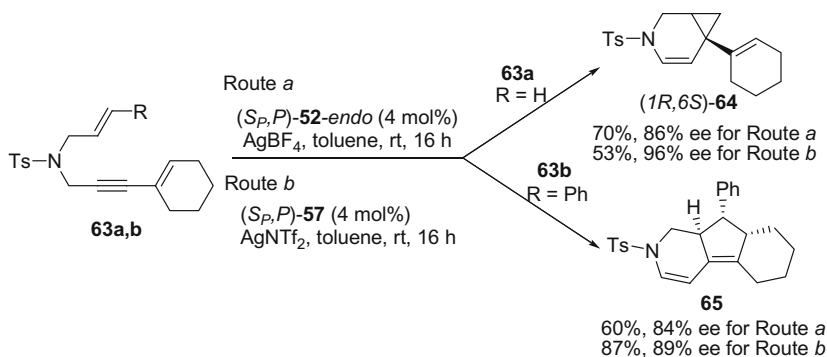 Route a
(S_P,P)-52-endo (4 mol%)
AgBF₄, toluene, rt, 16 h
Route b
(S_P,P)-57 (4 mol%)
AgNTf₂, toluene, rt, 16 h
R
N
Ts
63a,b
63a
R = H
63b
R = Ph
Ts
N
(1R,6S)-64
70%, 86% ee for Route a
53%, 96% ee for Route b
Ph
H
Ts
N
65
60%, 84% ee for Route a
87%, 89% ee for Route b